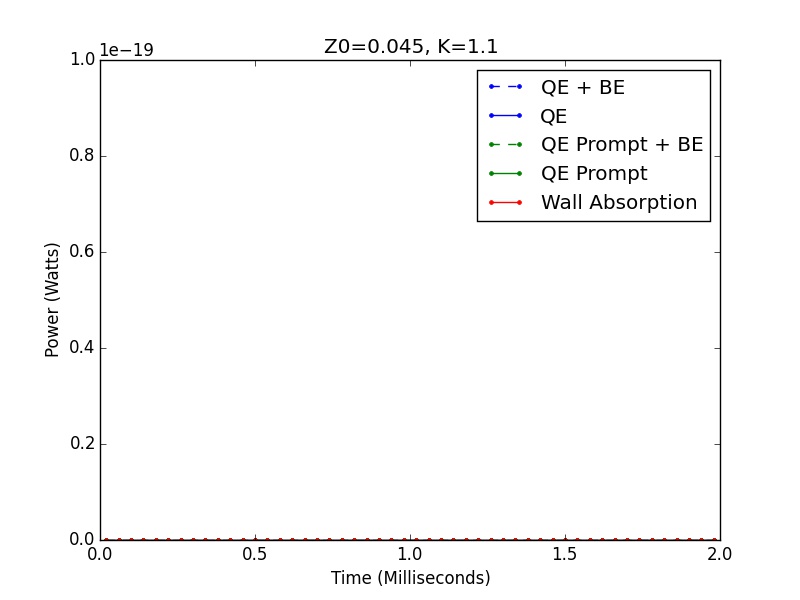 Z0=0.045, K=1.1
1e−19
1.0
0.8
0.6
0.4
0.2
0.0
Power (Watts)
QE + BE
QE
QE Prompt + BE
QE Prompt
Wall Absorption
0.0 0.5 1.0 1.5 2.0
Time (Milliseconds)